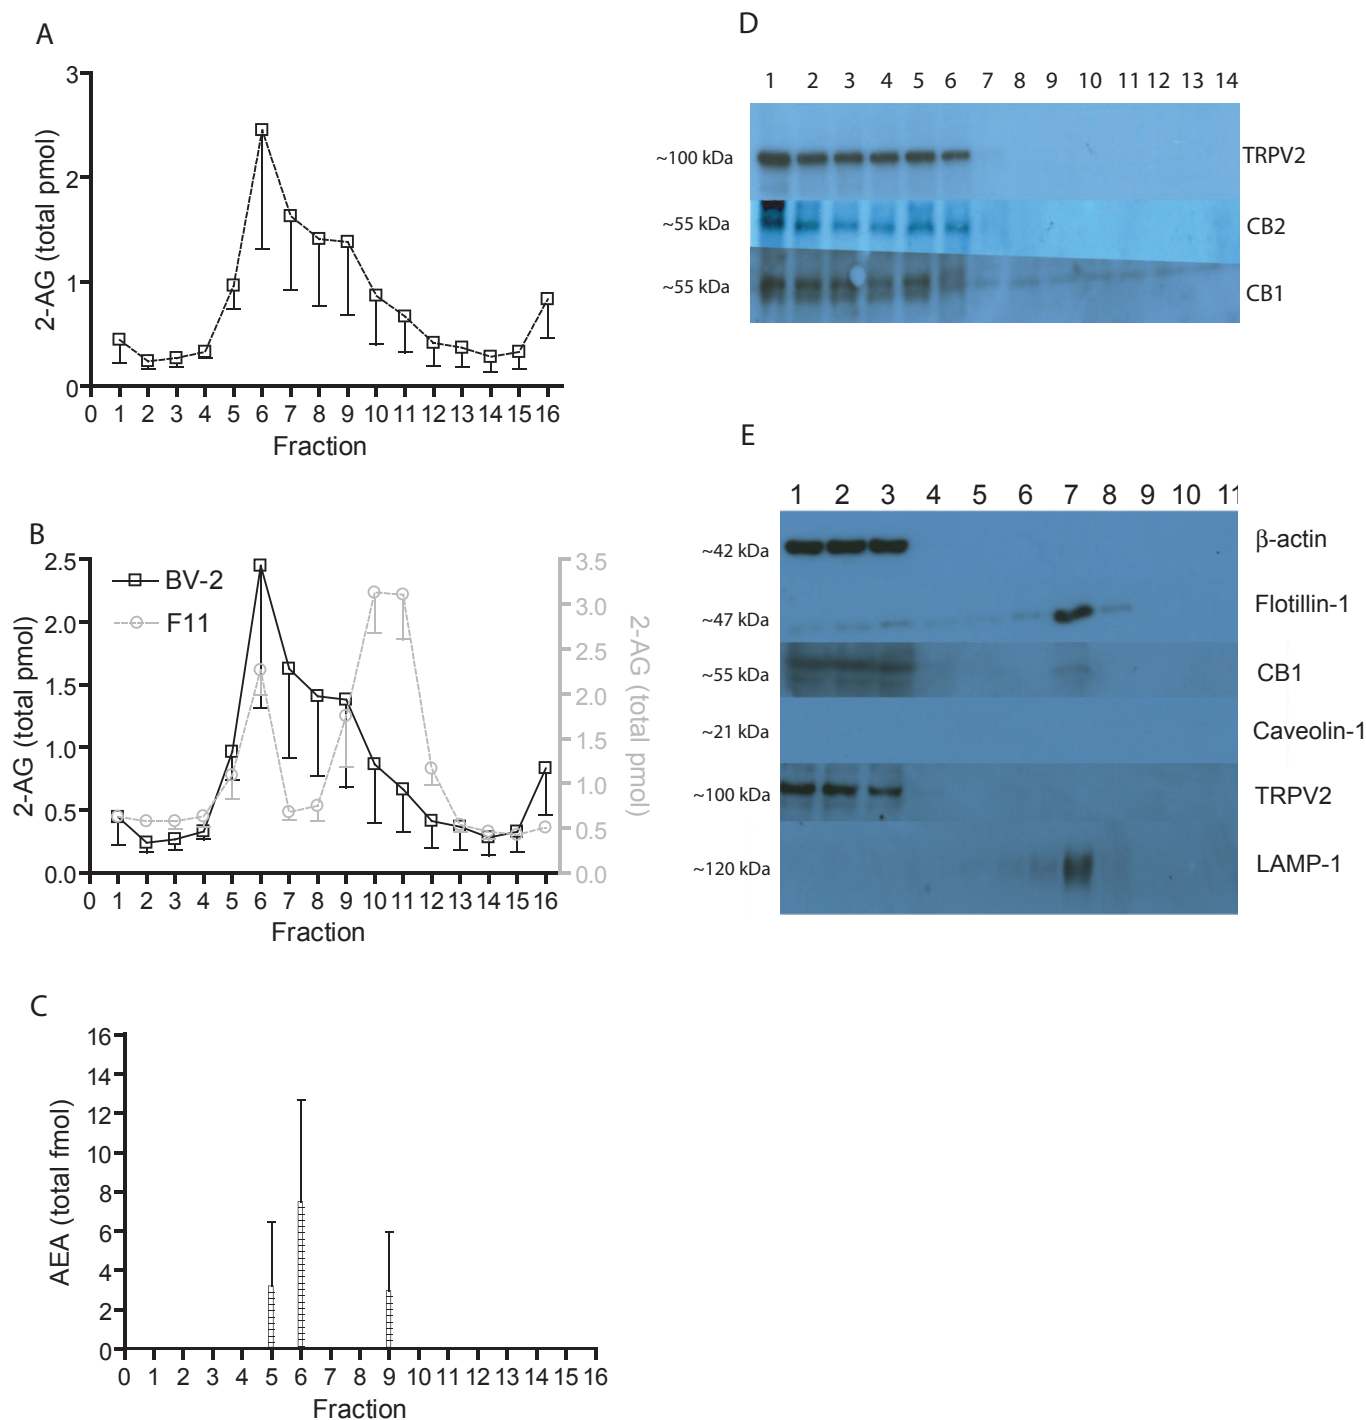 A
3
2
1
0
2-AG (total pmol)
0 1 2 3 4 5 6 7 8 9 10 11 12 13 14 15 16
Fraction
B
2.5
2.0
1.5
1.0
0.5
0.0
2-AG (total pmol)
BV-2
F11
3.5
3.0
2.5
2.0
1.5
1.0
0.5
0.0
2-AG (total pmol)
0 1 2 3 4 5 6 7 8 9 10 11 12 13 14 15 16
Fraction
C
16
14
12
10
8
6
4
2
0
AEA (total fmol)
0 1 2 3 4 5 6 7 8 9 10 11 12 13 14 15 16
Fraction
D
1 2 3 4 5 6 7 8 9 10 11 12 13 14
~100 kDa TRPV2
~55 kDa CB2
~55 kDa CB1
E
1 2 3 4 5 6 7 8 9 10 11
~42 kDa β-actin
~47 kDa Flotillin-1
~55 kDa CB1
~21 kDa Caveolin-1
~100 kDa TRPV2
~120 kDa LAMP-1